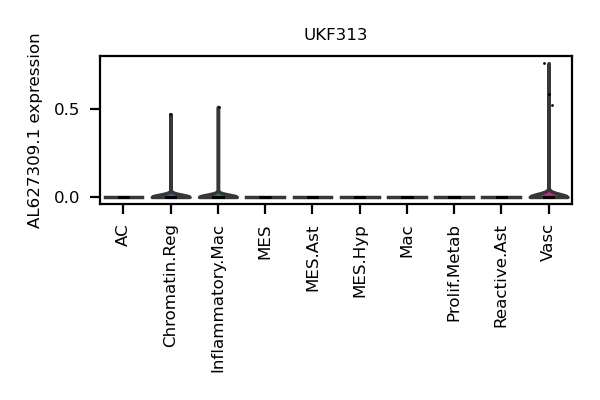 UKF313
AL627309.1 expression
0.5
0.0
AC
Chromatin.Reg
Inflammatory.Mac
MES
MES.Ast
MES.Hyp
Mac
Prolif.Metab
Reactive.Ast
Vasc